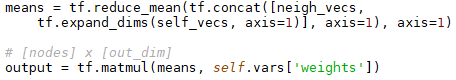 means = tf.reduce_mean(tf.concat([neigh_vecs,
    tf.expand_dims(self_vecs, axis=1)], axis=1), axis=1)

# [nodes] x [out_dim]
output = tf.matmul(means, self.vars['weights'])